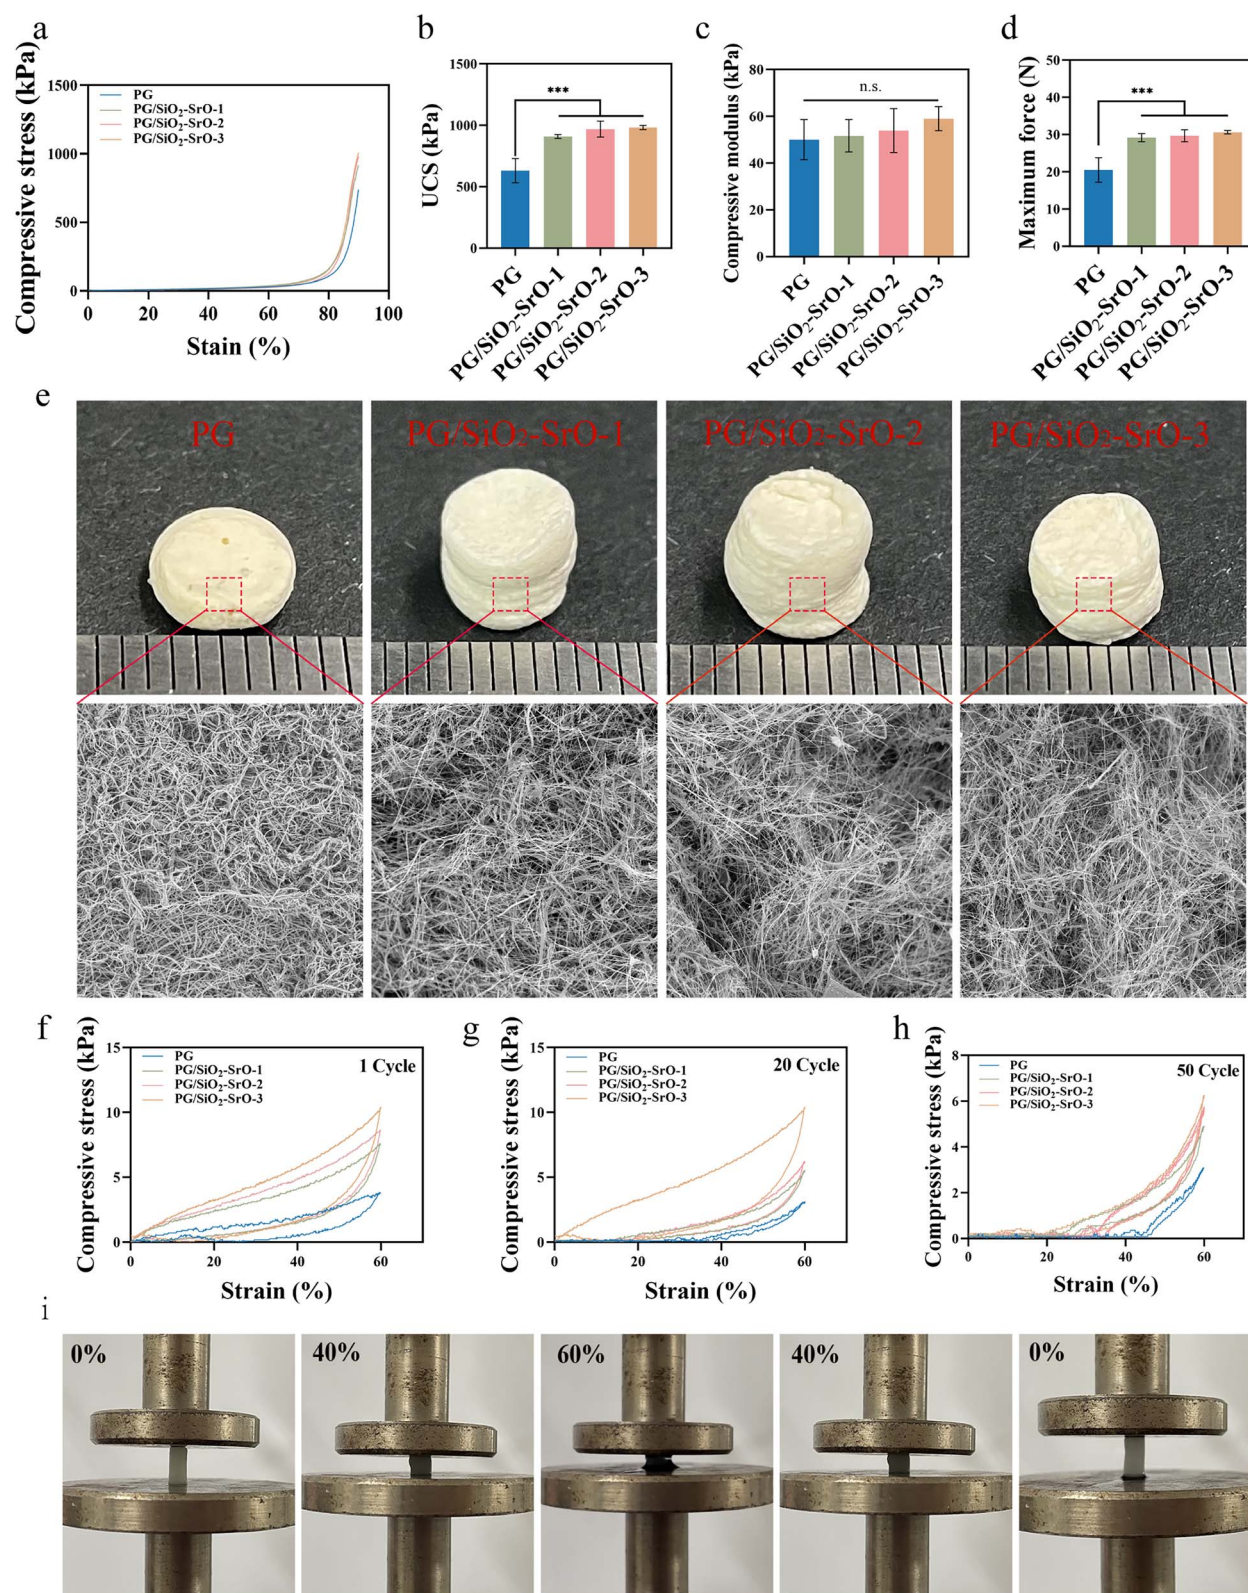 a
Compressive stress (kPa)
1500
1000
500
0
PG
PG/SiO₂-SrO-1
PG/SiO₂-SrO-2
PG/SiO₂-SrO-3
0 20 40 60 80 100
Stain (%)
b
UCS (kPa)
1500
1000
500
0
***
PG
PG/SiO₂-SrO-1
PG/SiO₂-SrO-2
PG/SiO₂-SrO-3
c
Compressive modulus (kPa)
80
60
40
20
0
n.s.
PG
PG/SiO₂-SrO-1
PG/SiO₂-SrO-2
PG/SiO₂-SrO-3
d
Maximum force (N)
50
40
30
20
10
0
***
PG
PG/SiO₂-SrO-1
PG/SiO₂-SrO-2
PG/SiO₂-SrO-3
e
PG
PG/SiO₂-SrO-1
PG/SiO₂-SrO-2
PG/SiO₂-SrO-3
f
Compressive stress (kPa)
15
10
5
0
PG
PG/SiO₂-SrO-1
PG/SiO₂-SrO-2
PG/SiO₂-SrO-3
1 Cycle
0 20 40 60
Strain (%)
g
Compressive stress (kPa)
15
10
5
0
PG
PG/SiO₂-SrO-1
PG/SiO₂-SrO-2
PG/SiO₂-SrO-3
20 Cycle
0 20 40 60
Strain (%)
h
Compressive stress (kPa)
8
6
4
2
0
PG
PG/SiO₂-SrO-1
PG/SiO₂-SrO-2
PG/SiO₂-SrO-3
50 Cycle
0 20 40 60
Strain (%)
i
0%
40%
60%
40%
0%